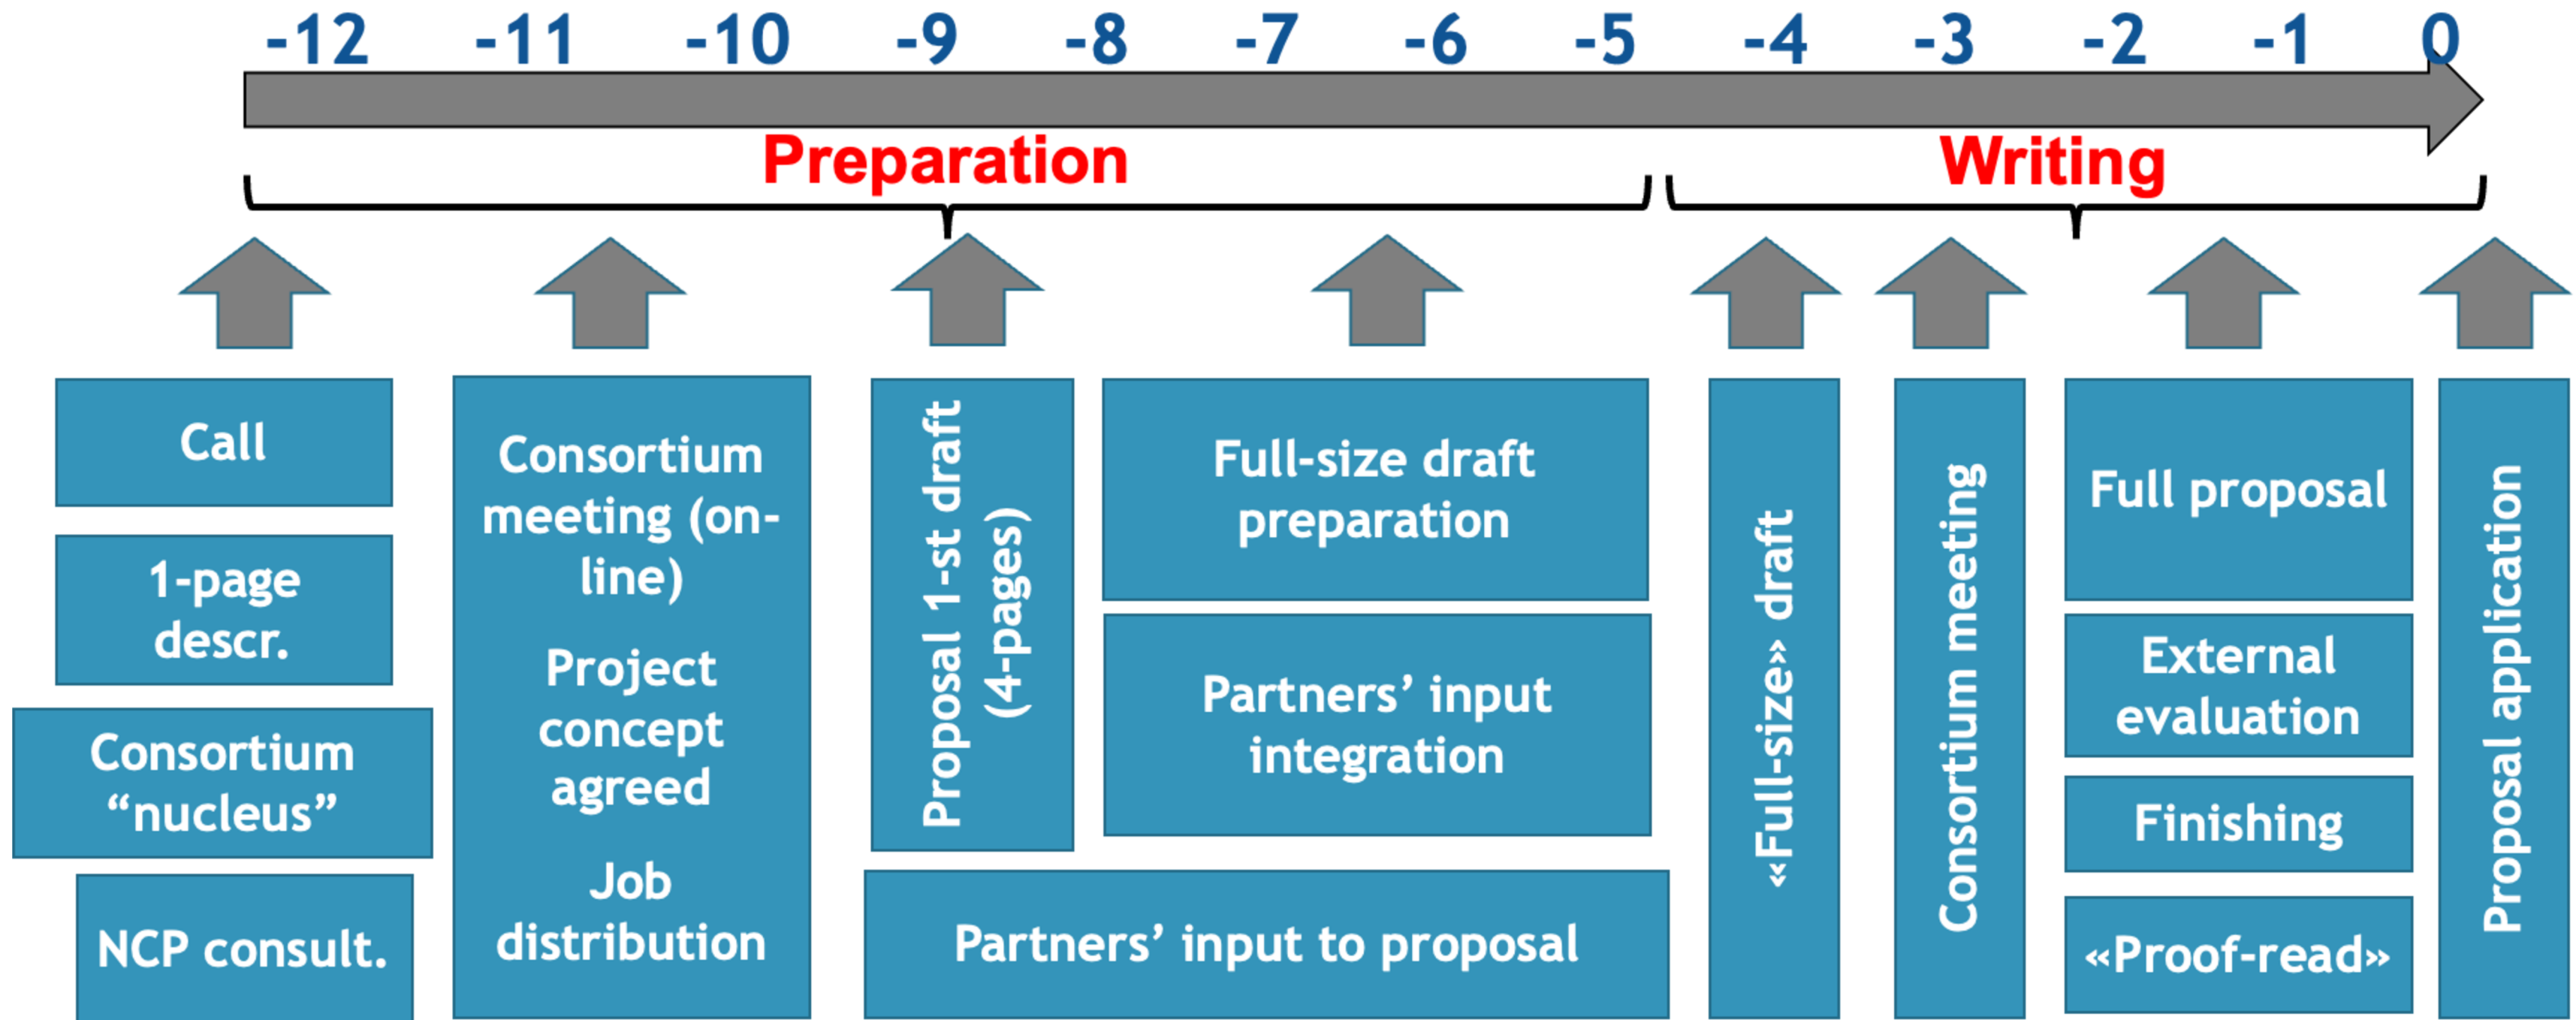 -12 -11 -10 -9 -8 -7 -6 -5 -4 -3 -2 -1 0
Preparation
Writing
Call
1-page
descr.
Consortium
“nucleus”
NCP consult.
Consortium
meeting (on-
line)
Project
concept
agreed
Job
distribution
Proposal 1-st draft
(4-pages)
Full-size draft
preparation
Partners’ input
integration
Partners’ input to proposal
«Full-size» draft
Consortium meeting
Full proposal
External
evaluation
Finishing
«Proof-read»
Proposal application